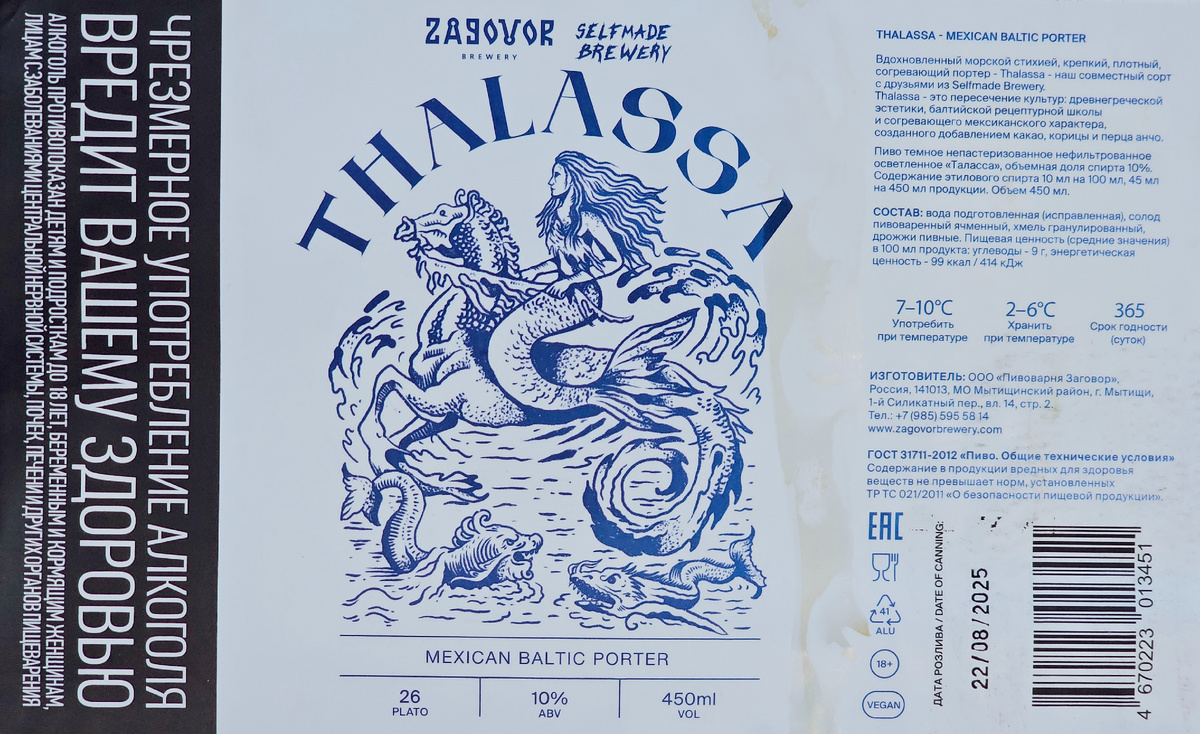 ЧРЕЗМЕРНОЕ УПОТРЕБЛЕНИЕ АЛКОГОЛЯ
ВРЕДИТ ВАШЕМУ ЗДОРОВЬЮ
АЛКОГОЛЬ ПРОТИВОПОКАЗАН ДЕТЯМ И ПОДРОСТКАМ ДО 18 ЛЕТ, БЕРЕМЕННЫМ И КОРМЯЩИМ ЖЕНЩИНАМ,
ЛИЦАМ С ЗАБОЛЕВАНИЯМИ ЦЕНТРАЛЬНОЙ НЕРВНОЙ СИСТЕМЫ, ПОЧЕК, ПЕЧЕНИ И ДРУГИХ ОРГАНОВ ПИЩЕВАРЕНИЯ
ZAGOVOR
BREWERY
SELFMADE
BREWERY
THALASSA
MEXICAN BALTIC PORTER
26
PLATO
10%
ABV
450ml
VOL
THALASSA - MEXICAN BALTIC PORTER
Вдохновленный морской стихией, крепкий, плотный,
согревающий портер - Thalassa - наш совместный сорт
с друзьями из Selfmade Brewery.
Thalassa - это пересечение культур: древнегреческой
эстетики, балтийской рецептурной школы
и согревающего мексиканского характера,
созданного добавлением какао, корицы и перца анчо.
Пиво темное непастеризованное нефильтрованное
осветленное «Таласса», объемная доля спирта 10%.
Содержание этилового спирта 10 мл на 100 мл, 45 мл
на 450 мл продукции. Объем 450 мл.
СОСТАВ: вода подготовленная (исправленная), солод
пивоваренный ячменный, хмель гранулированный,
дрожжи пивные. Пищевая ценность (средние значения)
в 100 мл продукта: углеводы - 9 г, энергетическая
ценность - 99 ккал / 414 кДж
7–10°C
Употребить
при температуре
2–6°C
Хранить
при температуре
365
Срок годности
(суток)
ИЗГОТОВИТЕЛЬ: ООО «Пивоварня Заговор»,
Россия, 141013, МО Мытищинский район, г. Мытищи,
1-й Силикатный пер., вл. 14, стр. 2.
Тел.: +7 (985) 595 58 14
www.zagovorbrewery.com
ГОСТ 31711-2012 «Пиво. Общие технические условия»
Содержание в продукции вредных для здоровья
веществ не превышает норм, установленных
ТР ТС 021/2011 «О безопасности пищевой продукции».
EAC
41
ALU
18+
VEGAN
ДАТА РОЗЛИВА / DATE OF CANNING:
22/08/2025
4 670223 013451